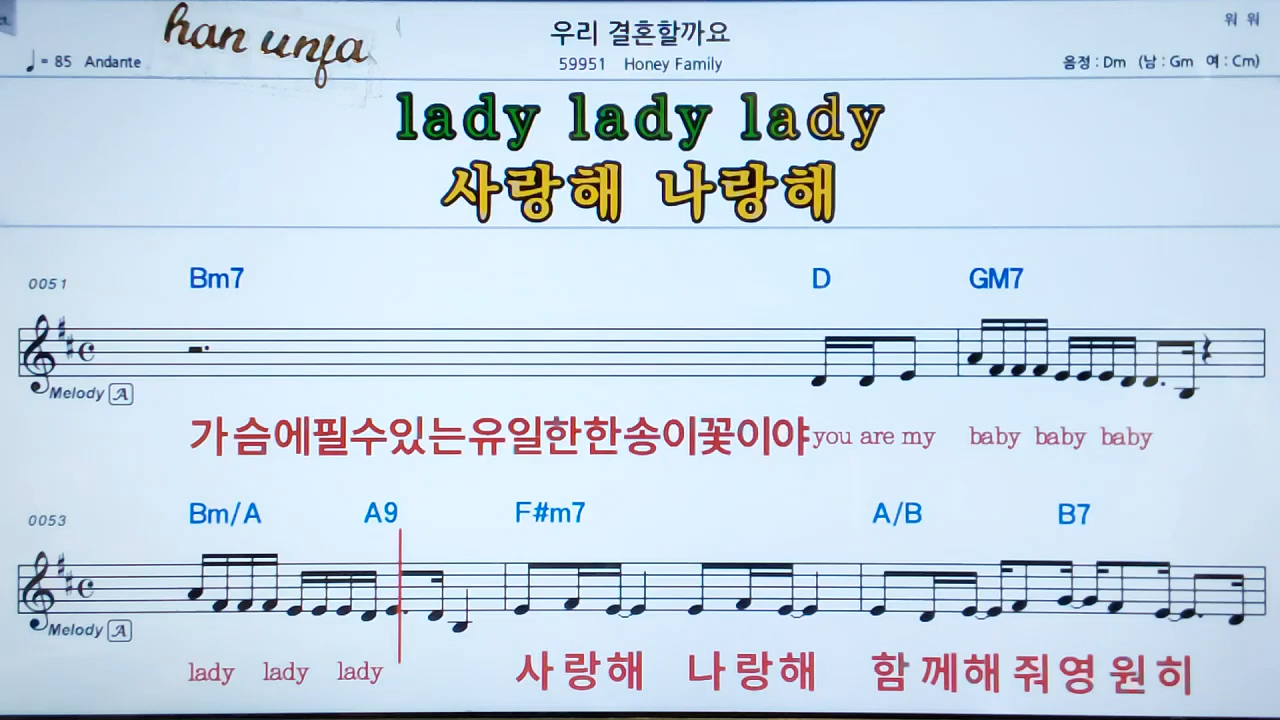 우리 결혼할까요
워 워
han unfa
♩= 85 Andante
59951 Honey Family
음정 : Dm (남 : Gm 여 : Cm)
lady lady lady
사랑해 나랑해
0051 Bm7 D GM7
Melody A
가슴에필수있는유일한한송이꽃이야 you are my baby baby baby
0053 Bm/A A9 F#m7 A/B B7
Melody A
lady lady lady 사랑해 나랑해 함께해 줘영원히